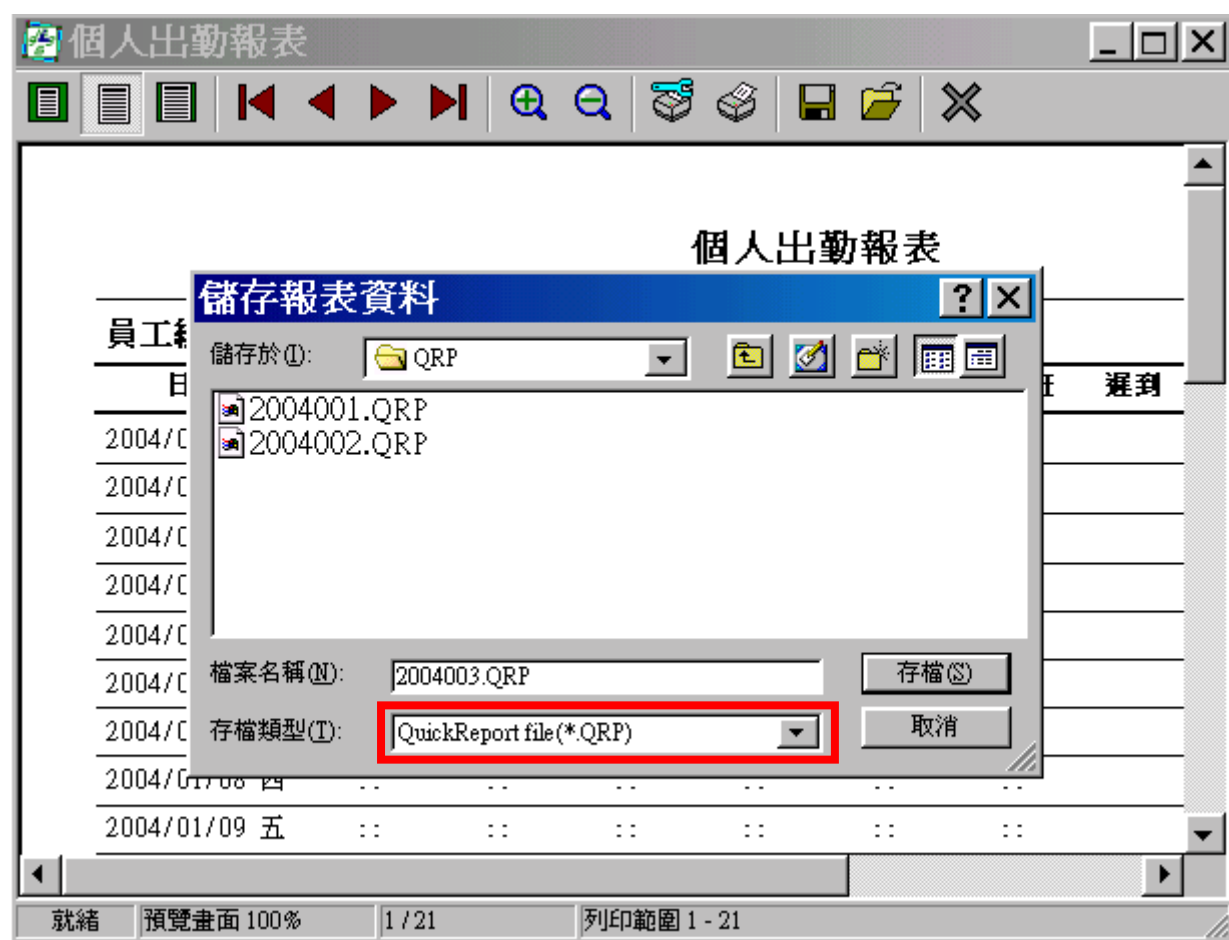 個人出勤報表
個人出勤報表
儲存報表資料
員工
儲存於(I):
QRP
遲到
2004001.QRP
2004002.QRP
2004/0
2004/0
2004/0
2004/0
2004/0
檔案名稱(N):
2004003.QRP
存檔(S)
2004/0
存檔類型(T):
QuickReport file(*.QRP)
取消
2004/0
2004/01/08 四 : : : : : : : : : : : :
2004/01/09 五 : : : : : : : : : : : :
就緒
預覽畫面 100%
1 / 21
列印範圍 1 - 21